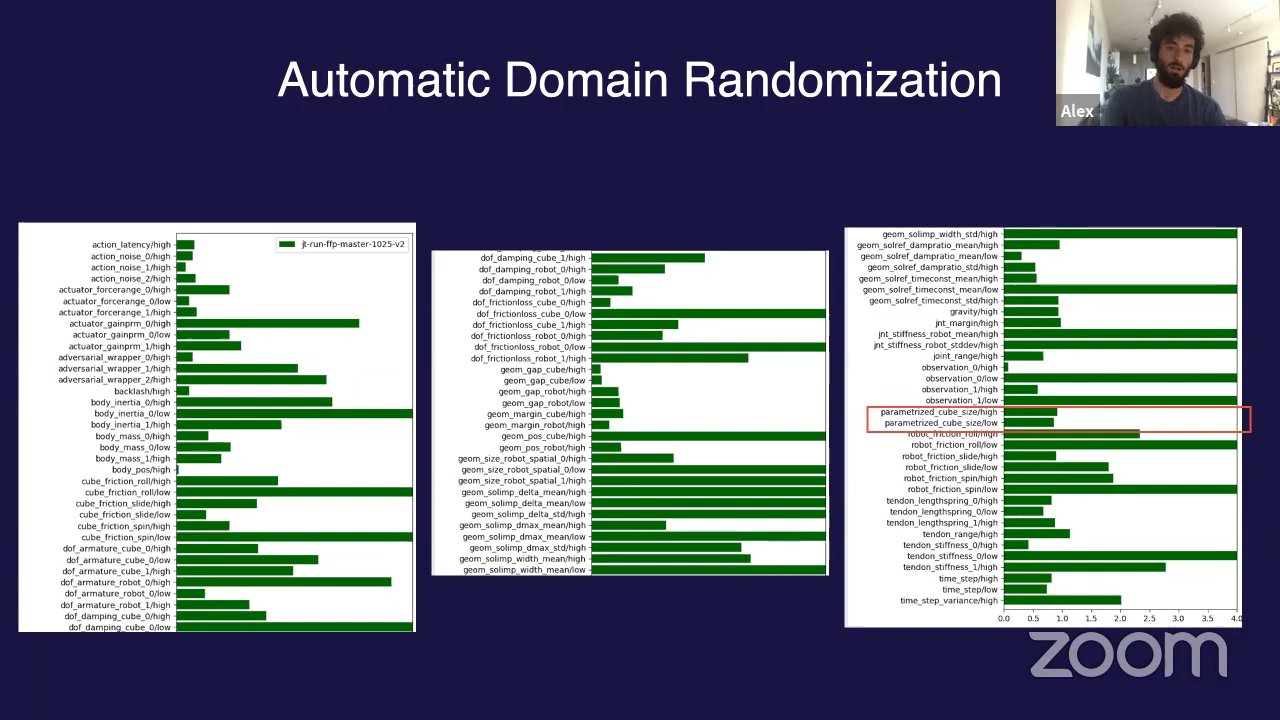 Automatic Domain Randomization
Alex
action_latency/high
action_noise_0/high
action_noise_1/high
action_noise_2/high
actuator_forcerange_0/high
actuator_forcerange_0/low
actuator_forcerange_1/high
actuator_gainprm_0/high
actuator_gainprm_0/low
actuator_gainprm_1/high
adversarial_wrapper_0/high
adversarial_wrapper_1/high
adversarial_wrapper_2/high
backlash/high
body_inertia_0/high
body_inertia_0/low
body_inertia_1/high
body_mass_0/high
body_mass_0/low
body_mass_1/high
body_pos/high
cube_friction_roll/high
cube_friction_roll/low
cube_friction_slide/high
cube_friction_slide/low
cube_friction_spin/high
cube_friction_spin/low
dof_armature_cube_0/high
dof_armature_cube_0/low
dof_armature_cube_1/high
dof_armature_robot_0/high
dof_armature_robot_0/low
dof_armature_robot_1/high
dof_damping_cube_0/high
dof_damping_cube_0/low
jt-run-ffp-master-1025-v2
dof_damping_cube_1/high
dof_damping_robot_0/high
dof_damping_robot_0/low
dof_damping_robot_1/high
dof_frictionloss_cube_0/high
dof_frictionloss_cube_0/low
dof_frictionloss_cube_1/high
dof_frictionloss_robot_0/high
dof_frictionloss_robot_0/low
dof_frictionloss_robot_1/high
geom_gap_cube/high
geom_gap_cube/low
geom_gap_robot/high
geom_gap_robot/low
geom_margin_cube/high
geom_margin_robot/high
geom_pos_cube/high
geom_pos_robot/high
geom_size_robot_spatial_0/high
geom_size_robot_spatial_0/low
geom_size_robot_spatial_1/high
geom_solimp_delta_mean/high
geom_solimp_delta_mean/low
geom_solimp_delta_std/high
geom_solimp_dmax_mean/high
geom_solimp_dmax_mean/low
geom_solimp_dmax_std/high
geom_solimp_width_mean/high
geom_solimp_width_mean/low
geom_solimp_width_std/high
geom_solref_dampratio_mean/high
geom_solref_dampratio_mean/low
geom_solref_dampratio_std/high
geom_solref_timeconst_mean/high
geom_solref_timeconst_mean/low
geom_solref_timeconst_std/high
gravity/high
jnt_margin/high
jnt_stiffness_robot_mean/high
jnt_stiffness_robot_stddev/high
joint_range/high
observation_0/high
observation_0/low
observation_1/high
observation_1/low
parametrized_cube_size/high
parametrized_cube_size/low
robot_friction_roll/high
robot_friction_roll/low
robot_friction_slide/high
robot_friction_slide/low
robot_friction_spin/high
robot_friction_spin/low
tendon_lengthspring_0/high
tendon_lengthspring_0/low
tendon_lengthspring_1/high
tendon_range/high
tendon_stiffness_0/high
tendon_stiffness_0/low
tendon_stiffness_1/high
time_step/high
time_step/low
time_step_variance/high
0.0 0.5 1.0 1.5 2.0 2.5 3.0 3.5 4.0
zoom